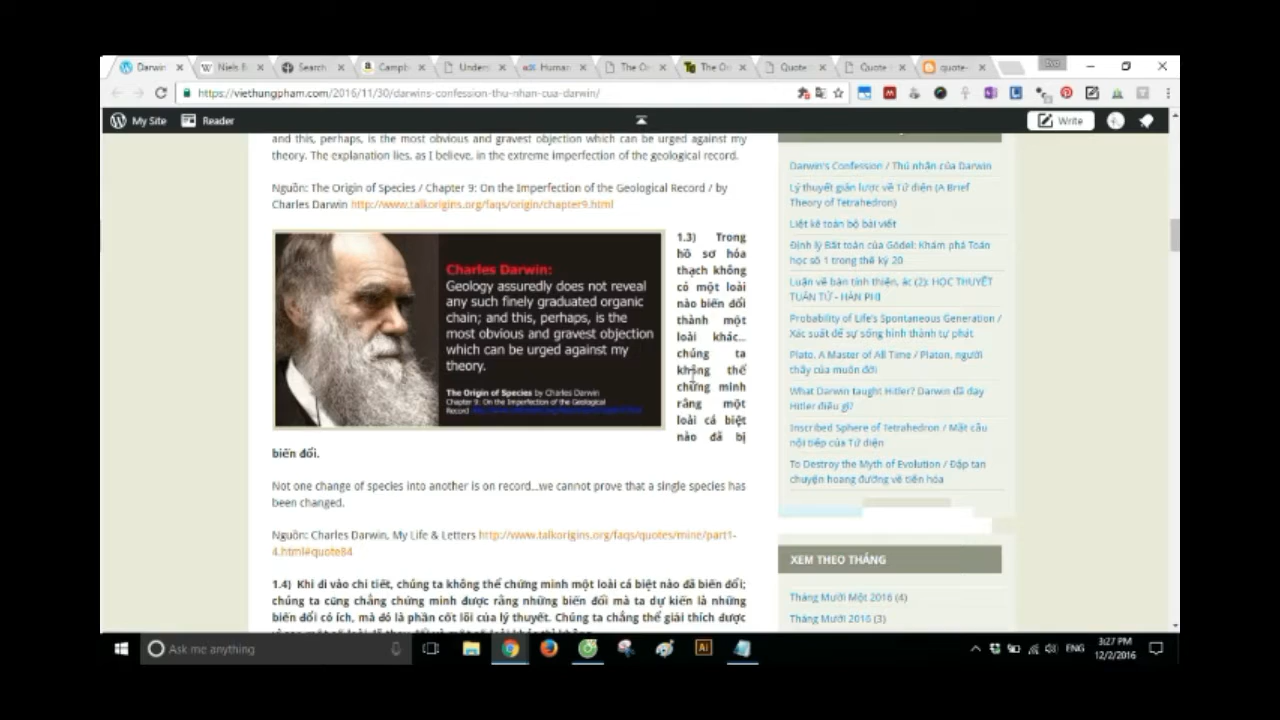 Darwin
Niels B
Search
Campb
Under
Human
The O
The O
Quote
Quote
quote-
https://viethungpham.com/2016/11/30/darwins-confession-thu-nhan-cua-darwin/
My Site
Reader
Write
and this, perhaps, is the most obvious and gravest objection which can be urged against my
theory. The explanation lies, as I believe, in the extreme imperfection of the geological record.
Nguồn: The Origin of Species / Chapter 9: On the Imperfection of the Geological Record / by
Charles Darwin http://www.talkorigins.org/faqs/origin/chapter9.html
Charles Darwin:
Geology assuredly does not reveal
any such finely graduated organic
chain; and this, perhaps, is the
most obvious and gravest objection
which can be urged against my
theory.
The Origin of Species by Charles Darwin
Chapter 9: On the Imperfection of the Geological
Record
1.3) Trong
hồ sơ hóa
thạch không
có một loài
nào biến đổi
thành một
loài khác...
chúng ta
không thể
chứng minh
rằng một
loài cá biệt
nào đã bị
biến đổi.
Not one change of species into another is on record...we cannot prove that a single species has
been changed.
Nguồn: Charles Darwin, My Life & Letters http://www.talkorigins.org/faqs/quotes/mine/part1-
4.html#quote84
1.4) Khi đi vào chi tiết, chúng ta không thể chứng minh một loài cá biệt nào đã biến đổi;
chúng ta cũng chẳng chứng minh được rằng những biến đổi mà ta dự kiến là những
biến đổi có ích, mà đó là phần cốt lõi của lý thuyết. Chúng ta chẳng thể giải thích được
Darwin's Confession / Thú nhận của Darwin
Lý thuyết giản lược về Tứ diện (A Brief
Theory of Tetrahedron)
Liệt kê toàn bộ bài viết
Định lý Bất toàn của Gödel: Khám phá Toán
học số 1 trong thế kỷ 20
Luận về bản tính thiện, ác (2): HỌC THUYẾT
TUÂN TỬ - HÀN PHI
Probability of Life's Spontaneous Generation /
Xác suất để sự sống hình thành tự phát
Plato, A Master of All Time / Platon, người
thầy của muôn đời
What Darwin taught Hitler? Darwin đã dạy
Hitler điều gì?
Inscribed Sphere of Tetrahedron / Mặt cầu
nội tiếp của Tứ diện
To Destroy the Myth of Evolution / Đập tan
chuyện hoang đường về tiến hóa
XEM THEO THÁNG
Tháng Mười Một 2016 (4)
Tháng Mười 2016 (3)
Ask me anything
Ai
ENG
3:27 PM
12/2/2016